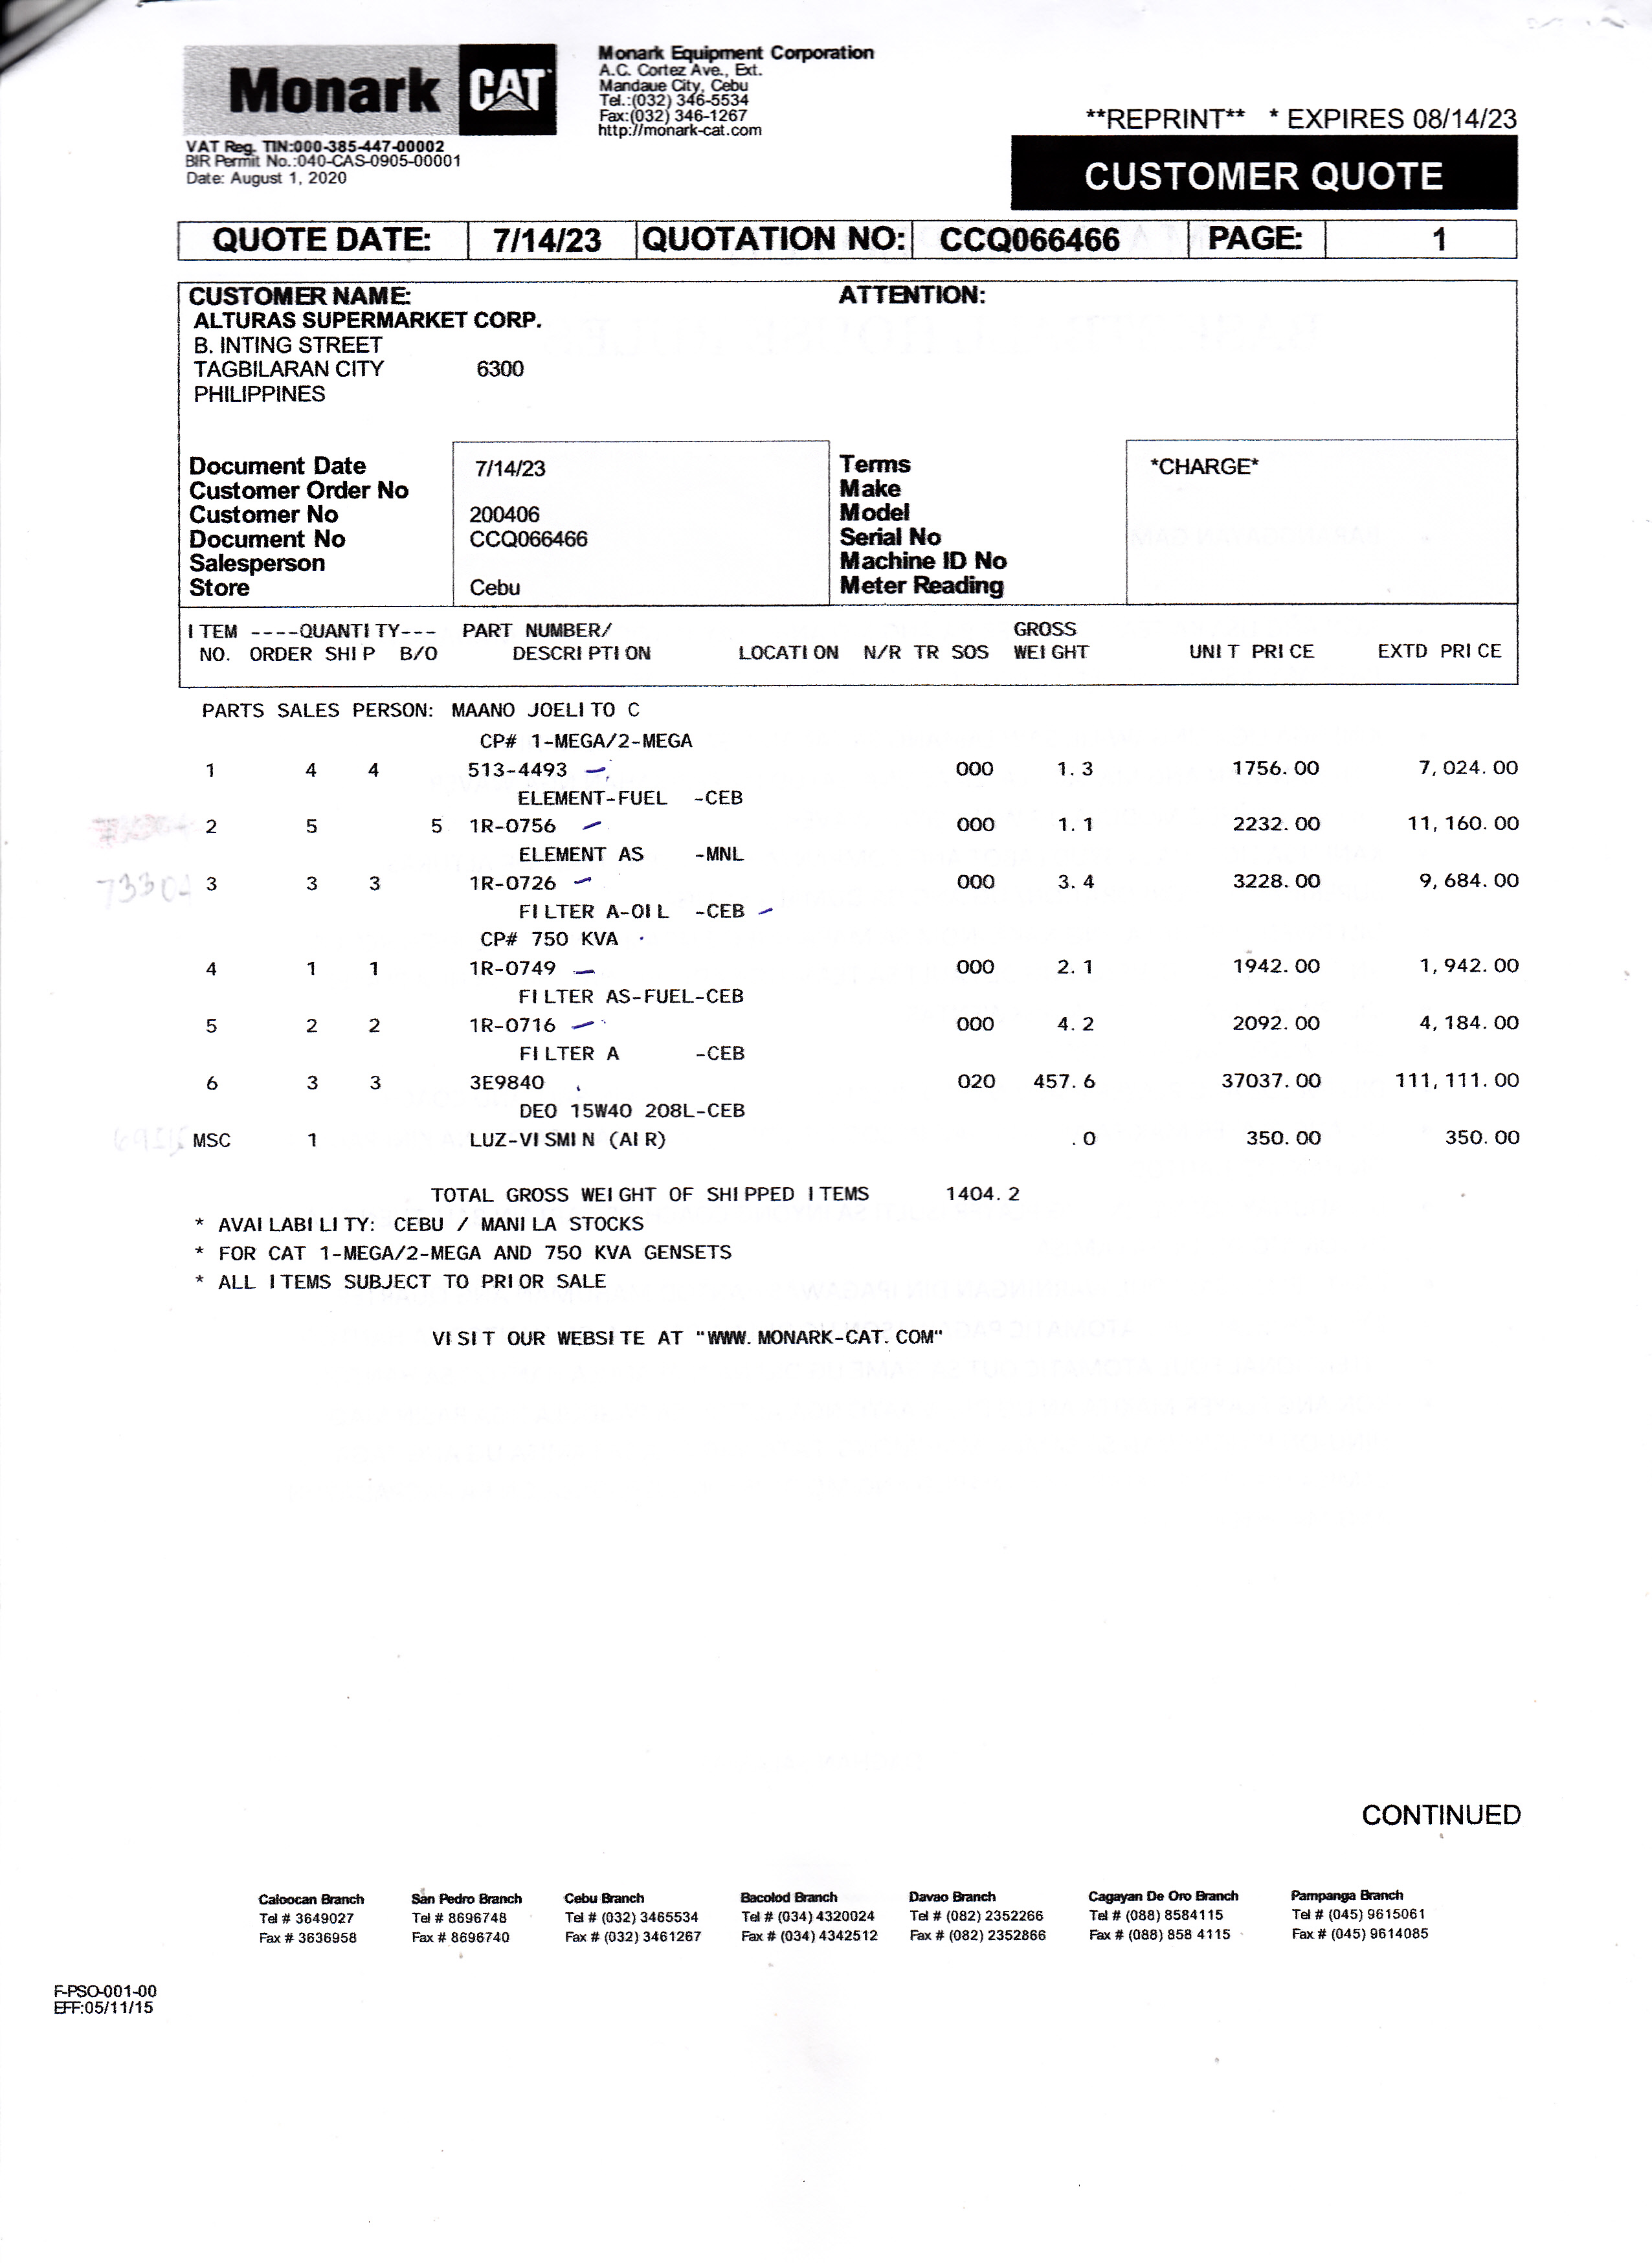 Monark CAT
Monark Equipment Corporation
A.C. Cortez Ave., Ext.
Mandaue City, Cebu
Tel.:(032) 346-5534
Fax:(032) 346-1267
http://monark-cat.com
VAT Reg. TIN:000-385-447-00002
BIR Permit No.:040-CAS-0905-00001
Date: August 1, 2020
**REPRINT** * EXPIRES 08/14/23
CUSTOMER QUOTE
QUOTE DATE: 7/14/23 QUOTATION NO: CCQ066466 PAGE: 1
CUSTOMER NAME: ATTENTION:
ALTURAS SUPERMARKET CORP.
B. INTING STREET
TAGBILARAN CITY 6300
PHILIPPINES
Document Date 7/14/23 Terms *CHARGE*
Customer Order No Make
Customer No 200406 Model
Document No CCQ066466 Serial No
Salesperson Machine ID No
Store Cebu Meter Reading
ITEM ----QUANTITY--- PART NUMBER/ GROSS
NO. ORDER SHIP B/O DESCRIPTION LOCATION N/R TR SOS WEIGHT UNIT PRICE EXTD PRICE
PARTS SALES PERSON: MAANO JOELITO C
CP# 1-MEGA/2-MEGA
1 4 4 513-4493 000 1.3 1756.00 7,024.00
ELEMENT-FUEL -CEB
2 5 5 1R-0756 000 1.1 2232.00 11,160.00
ELEMENT AS -MNL
3 3 3 1R-0726 000 3.4 3228.00 9,684.00
FILTER A-OIL -CEB
CP# 750 KVA
4 1 1 1R-0749 000 2.1 1942.00 1,942.00
FILTER AS-FUEL-CEB
5 2 2 1R-0716 000 4.2 2092.00 4,184.00
FILTER A -CEB
6 3 3 3E9840 020 457.6 37037.00 111,111.00
DEO 15W40 208L-CEB
MSC 1 LUZ-VISMIN (AIR) .0 350.00 350.00
TOTAL GROSS WEIGHT OF SHIPPED ITEMS 1404.2
* AVAILABILITY: CEBU / MANILA STOCKS
* FOR CAT 1-MEGA/2-MEGA AND 750 KVA GENSETS
* ALL ITEMS SUBJECT TO PRIOR SALE
VISIT OUR WEBSITE AT "WWW.MONARK-CAT.COM"
CONTINUED
Caloocan Branch San Pedro Branch Cebu Branch Bacolod Branch Davao Branch Cagayan De Oro Branch Pampanga Branch
Tel # 3649027 Tel # 8696748 Tel # (032) 3465534 Tel # (034) 4320024 Tel # (082) 2352266 Tel # (088) 8584115 Tel # (045) 9615061
Fax # 3636958 Fax # 8696740 Fax # (032) 3461267 Fax # (034) 4342512 Fax # (082) 2352866 Fax # (088) 858 4115 Fax # (045) 9614085
F-PSO-001-00
EFF:05/11/15